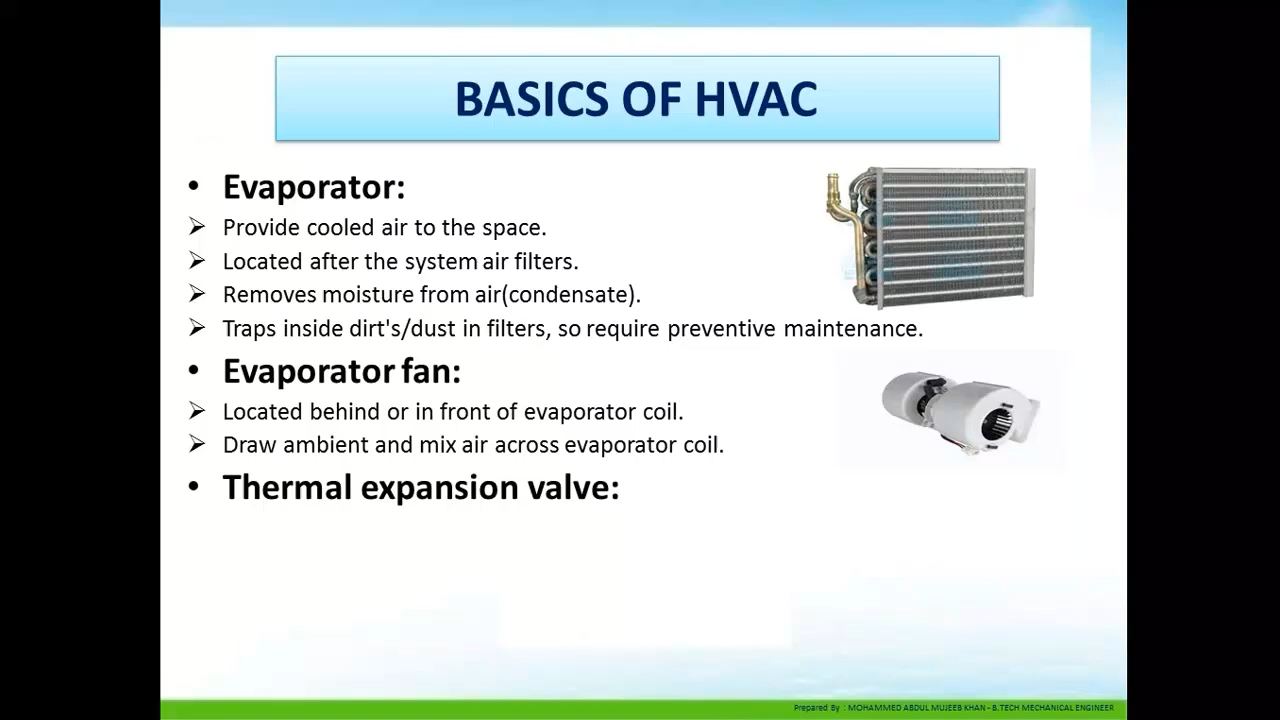 BASICS OF HVAC
• Evaporator:
➢ Provide cooled air to the space.
➢ Located after the system air filters.
➢ Removes moisture from air(condensate).
➢ Traps inside dirt's/dust in filters, so require preventive maintenance.
• Evaporator fan:
➢ Located behind or in front of evaporator coil.
➢ Draw ambient and mix air across evaporator coil.
• Thermal expansion valve:
Prepared By : MOHAMMED ABDUL MUJEEB KHAN - B.TECH MECHANICAL ENGINEER